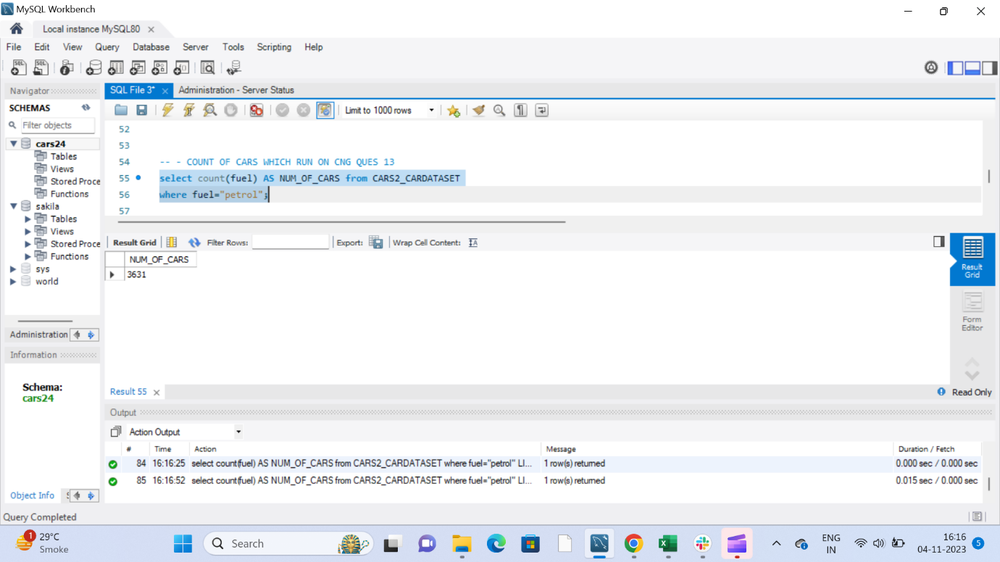 MySQL Workbench
Local instance MySQL80
File Edit View Query Database Server Tools Scripting Help
Navigator
SQL File 3* Administration - Server Status
SCHEMAS
Limit to 1000 rows
Filter objects
cars24
Tables
Views
Stored Proce
Functions
sakila
Tables
Views
Stored Proce
Functions
sys
world
52
53
54 -- - COUNT OF CARS WHICH RUN ON CNG QUES 13
55 select count(fuel) AS NUM_OF_CARS from CARS2_CARDATASET
56 where fuel="petrol";
57
Result Grid Filter Rows: Export: Wrap Cell Content:
NUM_OF_CARS
3631
Result
Grid
Form
Editor
Administration
Information
Schema:
cars24
Result 55 Read Only
Output
Action Output
# Time Action Message Duration / Fetch
84 16:16:25 select count(fuel) AS NUM_OF_CARS from CARS2_CARDATASET where fuel="petrol" LI... 1 row(s) returned 0.000 sec / 0.000 sec
85 16:16:52 select count(fuel) AS NUM_OF_CARS from CARS2_CARDATASET where fuel="petrol" LI... 1 row(s) returned 0.015 sec / 0.000 sec
Object Info
Query Completed
1
29°C
Smoke
Search
ENG
IN
16:16
04-11-2023
5